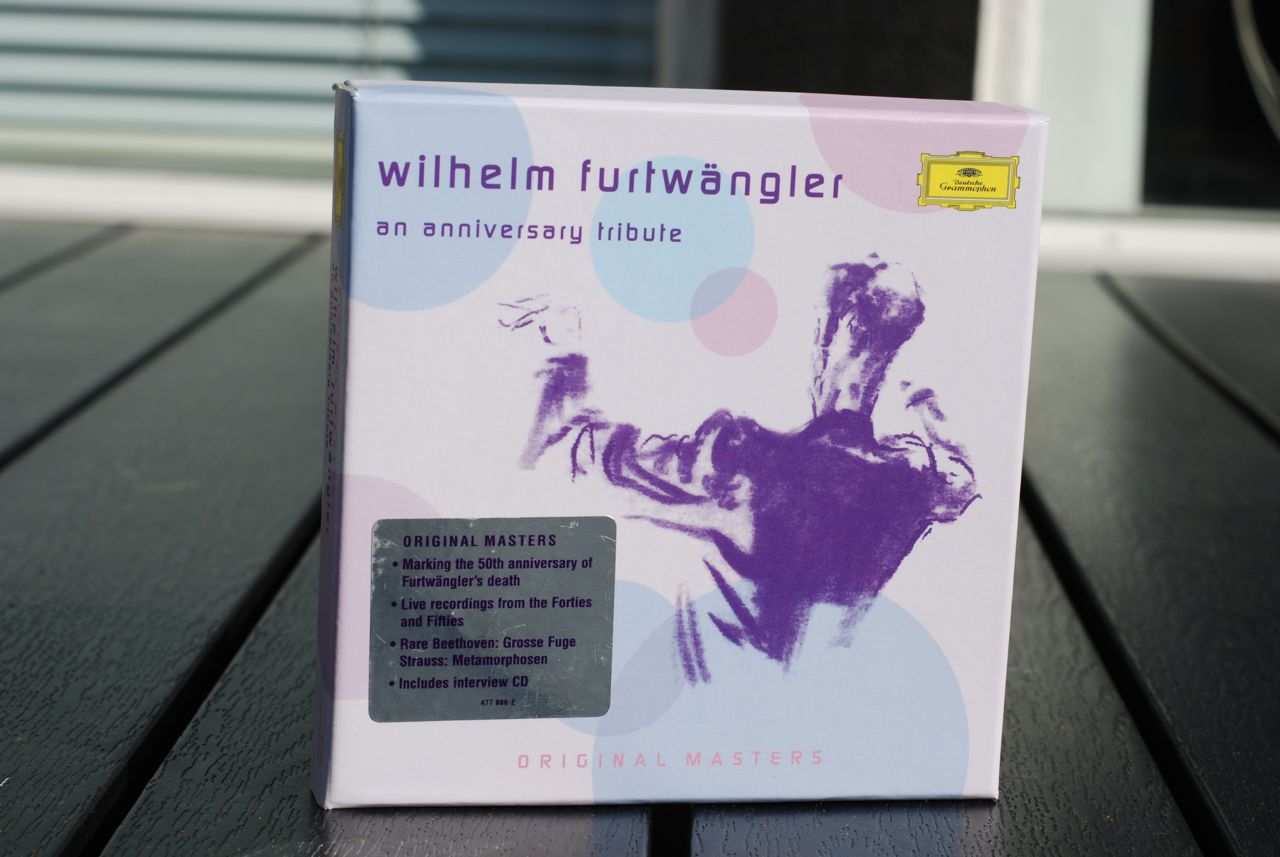 wilhelm furtwängler
an anniversary tribute
Deutsche
Grammophon
ORIGINAL MASTERS
• Marking the 50th anniversary of
Furtwängler's death
• Live recordings from the Forties
and Fifties
• Rare Beethoven: Grosse Fuge
Strauss: Metamorphosen
• Includes interview CD
ORIGINAL MASTERS